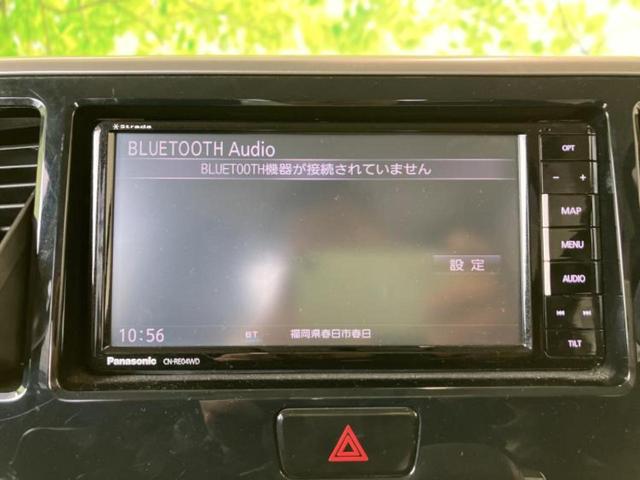 Strada
BLUETOOTH Audio
BLUETOOTH機器が接続されていません
設定
10:56 BT 福岡県春日市春日
Panasonic CN-RE04WD
OPT
− +
MAP
MENU
AUDIO
TILT